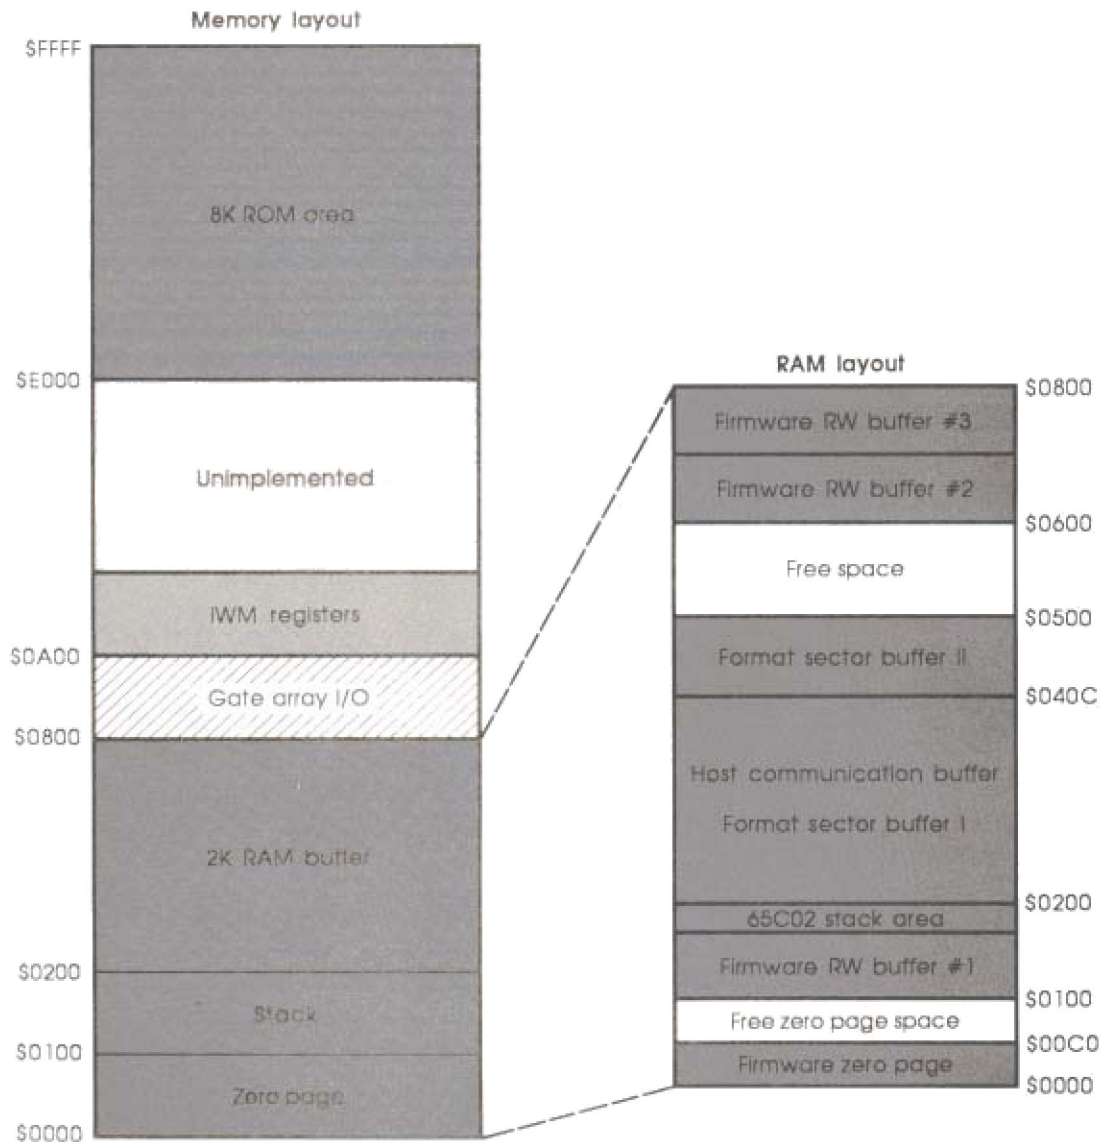 Memory layout
$FFFF
8K ROM area
$E000
Unimplemented
IWM registers
$0A00
Gate array I/O
$0800
2K RAM buffer
$0200
Stack
$0100
Zero page
$0000
RAM layout
$0800
Firmware RW buffer #3
Firmware RW buffer #2
$0600
Free space
$0500
Format sector buffer II
$040C
Host communication buffer
Format sector buffer I
$0200
65C02 stack area
Firmware RW buffer #1
$0100
Free zero page space
$00C0
Firmware zero page
$0000